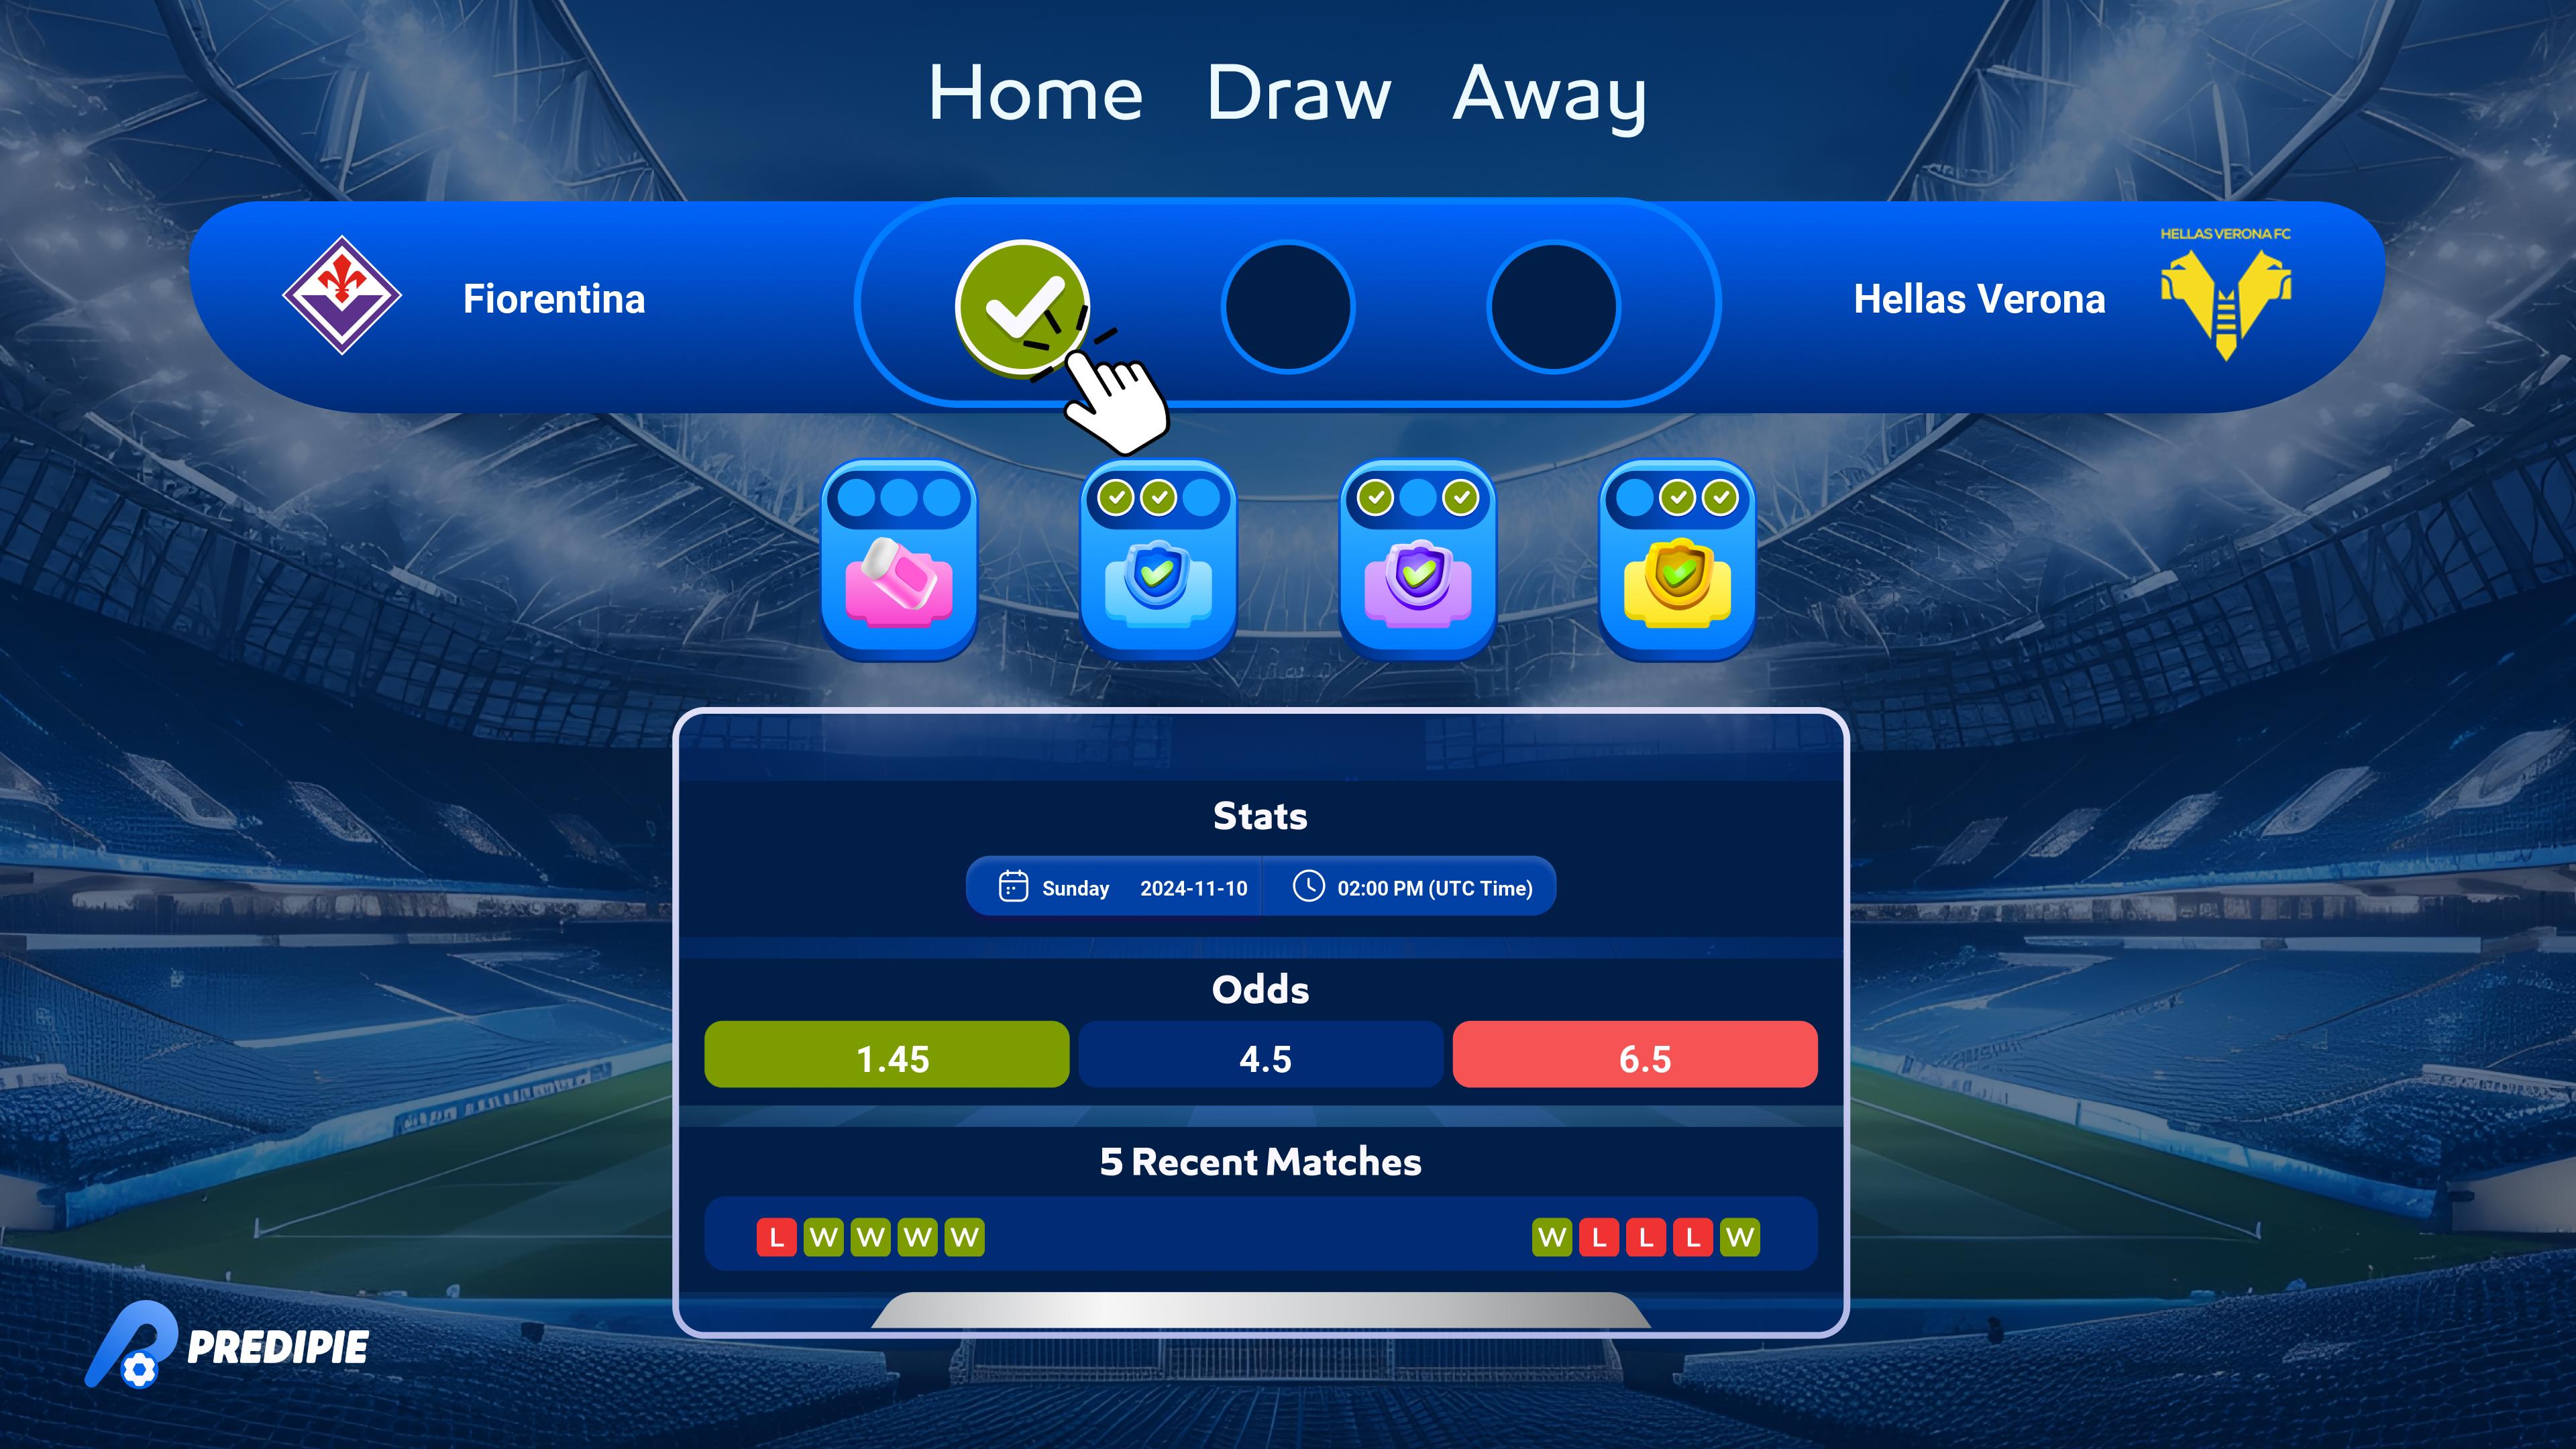 Home Draw Away
HELLAS VERONA FC
Fiorentina
Hellas Verona
Stats
Sunday 2024-11-10 02:00 PM (UTC Time)
Odds
1.45 4.5 6.5
5 Recent Matches
L W W W W W L L L W
PREDIPIE